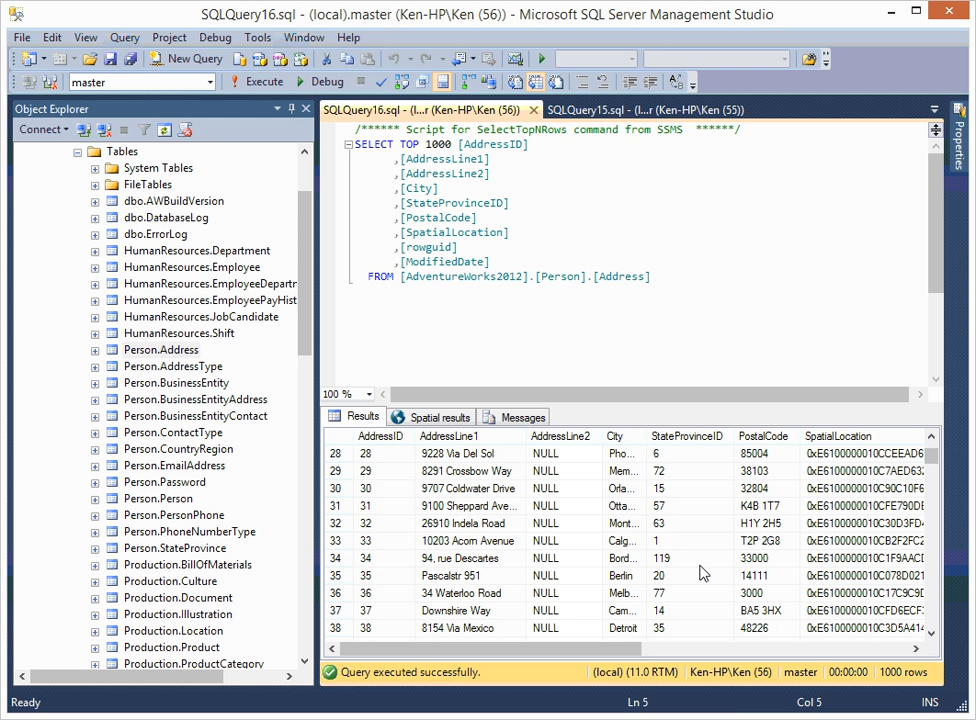 SQLQuery16.sql - (local).master (Ken-HP\Ken (56)) - Microsoft SQL Server Management Studio
File Edit View Query Project Debug Tools Window Help
New Query
master Execute Debug
Object Explorer
Connect
Tables
System Tables
FileTables
dbo.AWBuildVersion
dbo.DatabaseLog
dbo.ErrorLog
HumanResources.Department
HumanResources.Employee
HumanResources.EmployeeDepartr
HumanResources.EmployeePayHist
HumanResources.JobCandidate
HumanResources.Shift
Person.Address
Person.AddressType
Person.BusinessEntity
Person.BusinessEntityAddress
Person.BusinessEntityContact
Person.ContactType
Person.CountryRegion
Person.EmailAddress
Person.Password
Person.Person
Person.PersonPhone
Person.PhoneNumberType
Person.StateProvince
Production.BillOfMaterials
Production.Culture
Production.Document
Production.Illustration
Production.Location
Production.Product
Production.ProductCategory
SQLQuery16.sql - (l...r (Ken-HP\Ken (56)) SQLQuery15.sql - (l...r (Ken-HP\Ken (55))
/****** Script for SelectTopNRows command from SSMS ******/
SELECT TOP 1000 [AddressID]
,[AddressLine1]
,[AddressLine2]
,[City]
,[StateProvinceID]
,[PostalCode]
,[SpatialLocation]
,[rowguid]
,[ModifiedDate]
FROM [AdventureWorks2012].[Person].[Address]
Properties
100 %
Results Spatial results Messages
AddressID AddressLine1 AddressLine2 City StateProvinceID PostalCode SpatialLocation
28 28 9228 Via Del Sol NULL Pho... 6 85004 0xE6100000010CCEEAD6
29 29 8291 Crossbow Way NULL Mem... 72 38103 0xE6100000010C7AED632
30 30 9707 Coldwater Drive NULL Orla... 15 32804 0xE6100000010C90C10F6
31 31 9100 Sheppard Ave... NULL Otta... 57 K4B 1T7 0xE6100000010CFE790DE
32 32 26910 Indela Road NULL Mont... 63 H1Y 2H5 0xE6100000010C30D3FD4
33 33 10203 Acorn Avenue NULL Calg... 1 T2P 2G8 0xE6100000010CB2F2FC2
34 34 94, rue Descartes NULL Bord... 119 33000 0xE6100000010C1F9AACD
35 35 Pascalstr 951 NULL Berlin 20 14111 0xE6100000010C078D021
36 36 34 Waterloo Road NULL Melb... 77 3000 0xE6100000010C17C9C9D
37 37 Downshire Way NULL Cam... 14 BA5 3HX 0xE6100000010CFD6ECF3
38 38 8154 Via Mexico NULL Detroit 35 48226 0xE6100000010C3D5A414
Query executed successfully. (local) (11.0 RTM) Ken-HP\Ken (56) master 00:00:00 1000 rows
Ready Ln 5 Col 5 INS